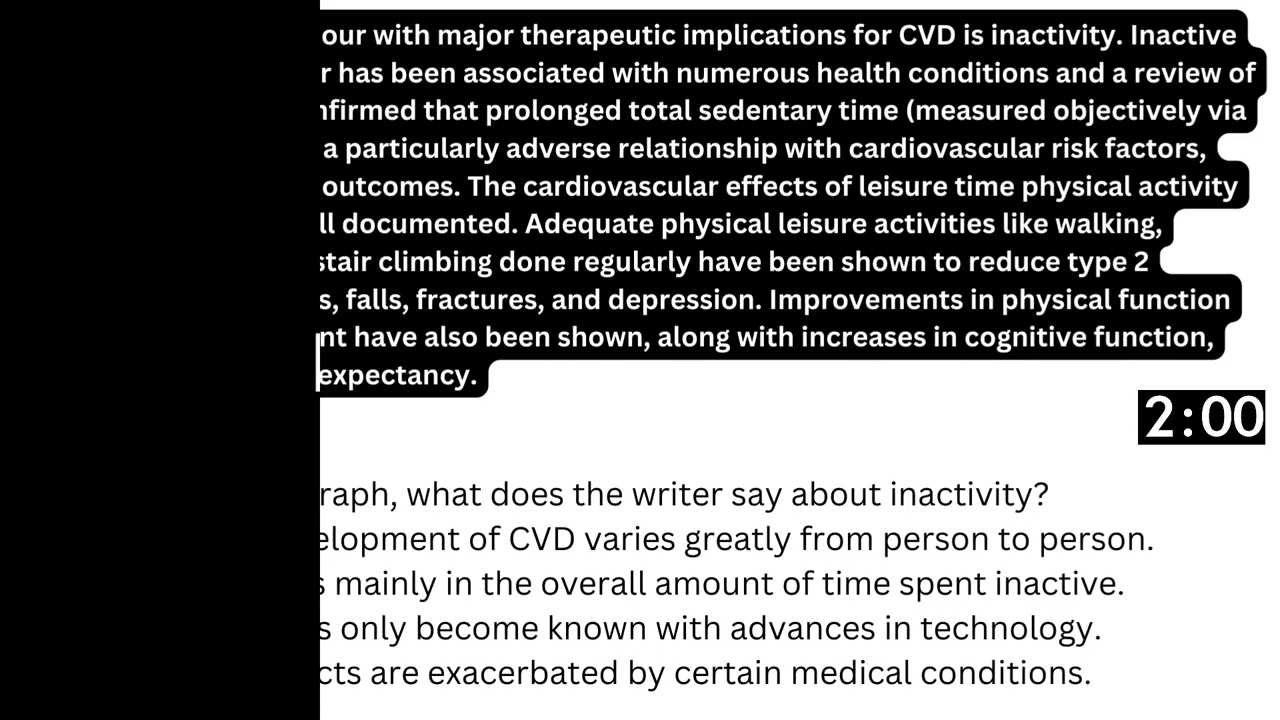 our with major therapeutic implications for CVD is inactivity. Inactive
has been associated with numerous health conditions and a review of
that prolonged total sedentary time (measured objectively via
a particularly adverse relationship with cardiovascular risk factors,
outcomes. The cardiovascular effects of leisure time physical activity
documented. Adequate physical leisure activities like walking,
stair climbing done regularly have been shown to reduce type 2
falls, fractures, and depression. Improvements in physical function
have also been shown, along with increases in cognitive function,
expectancy.
2:00
what does the writer say about inactivity?
of CVD varies greatly from person to person.
mainly in the overall amount of time spent inactive.
only become known with advances in technology.
are exacerbated by certain medical conditions.